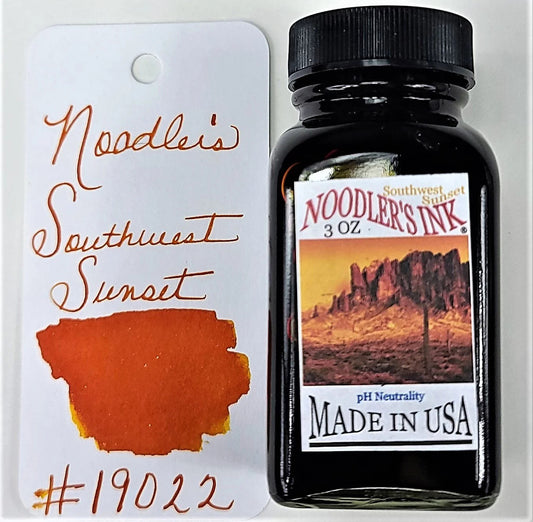 Noodler's
Southwest
Sunset
#19022
Southwest
Sunset
NOODLER'S INK®
3 OZ
pH Neutrality
MADE IN USA